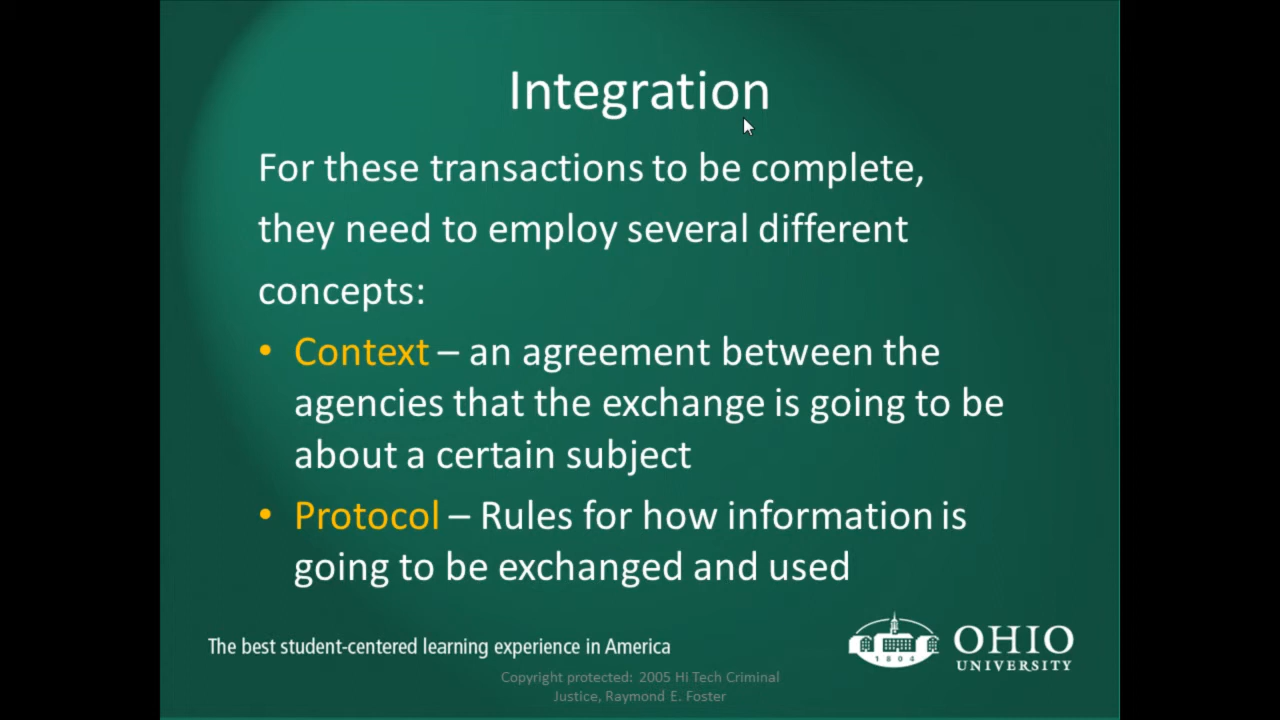 Integration
For these transactions to be complete,
they need to employ several different
concepts:
• Context – an agreement between the
agencies that the exchange is going to be
about a certain subject
• Protocol – Rules for how information is
going to be exchanged and used
The best student-centered learning experience in America
1804
OHIO
UNIVERSITY
Copyright protected: 2005 Hi Tech Criminal
Justice, Raymond E. Foster